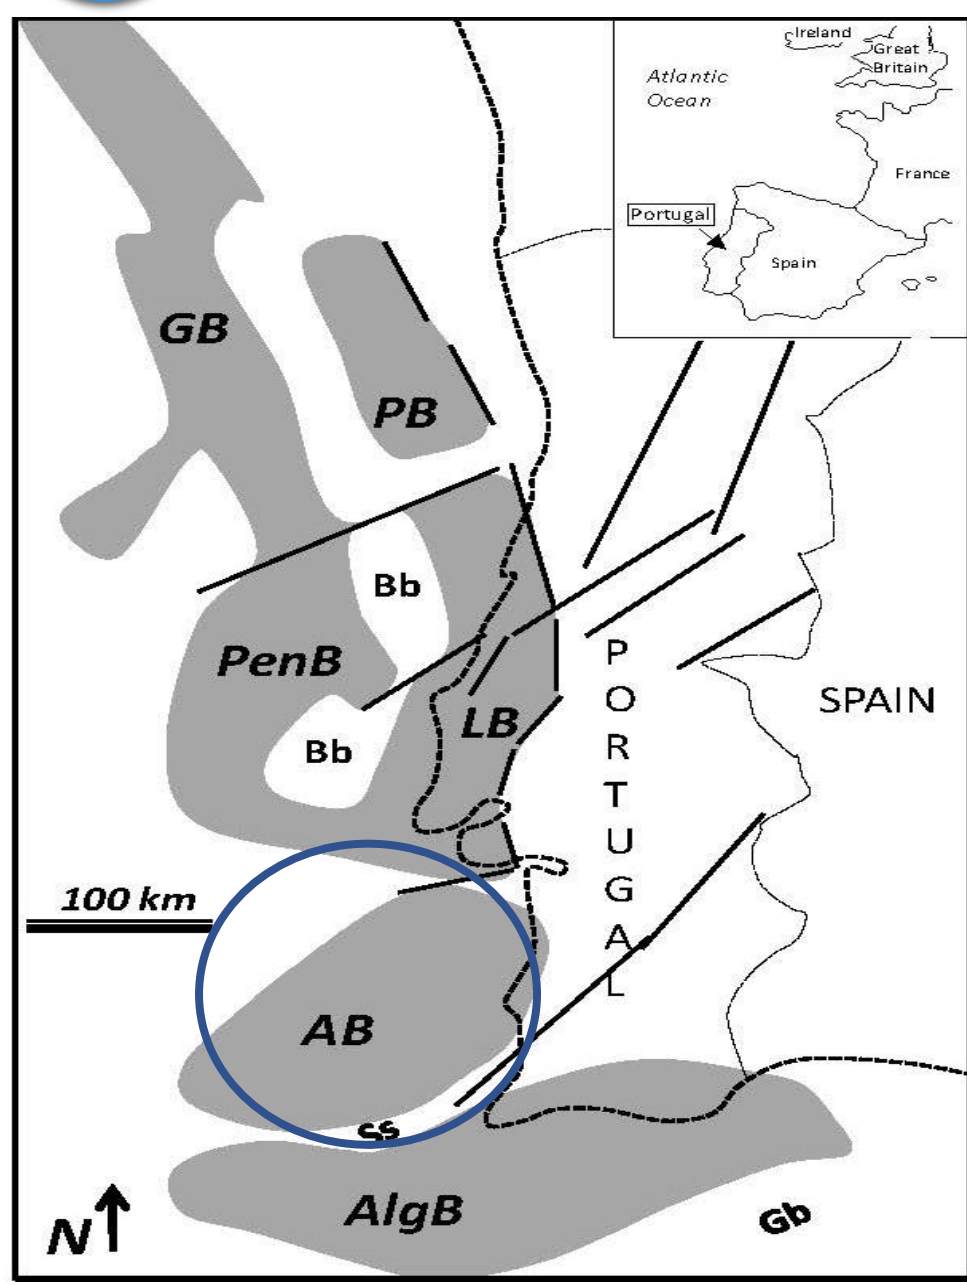 Ireland
Great
Britain
Atlantic
Ocean
France
Portugal
Spain
GB
PB
Bb
PenB
LB
Bb
PORTUGAL
SPAIN
100 km
AB
Ss
AlgB
Gb
N